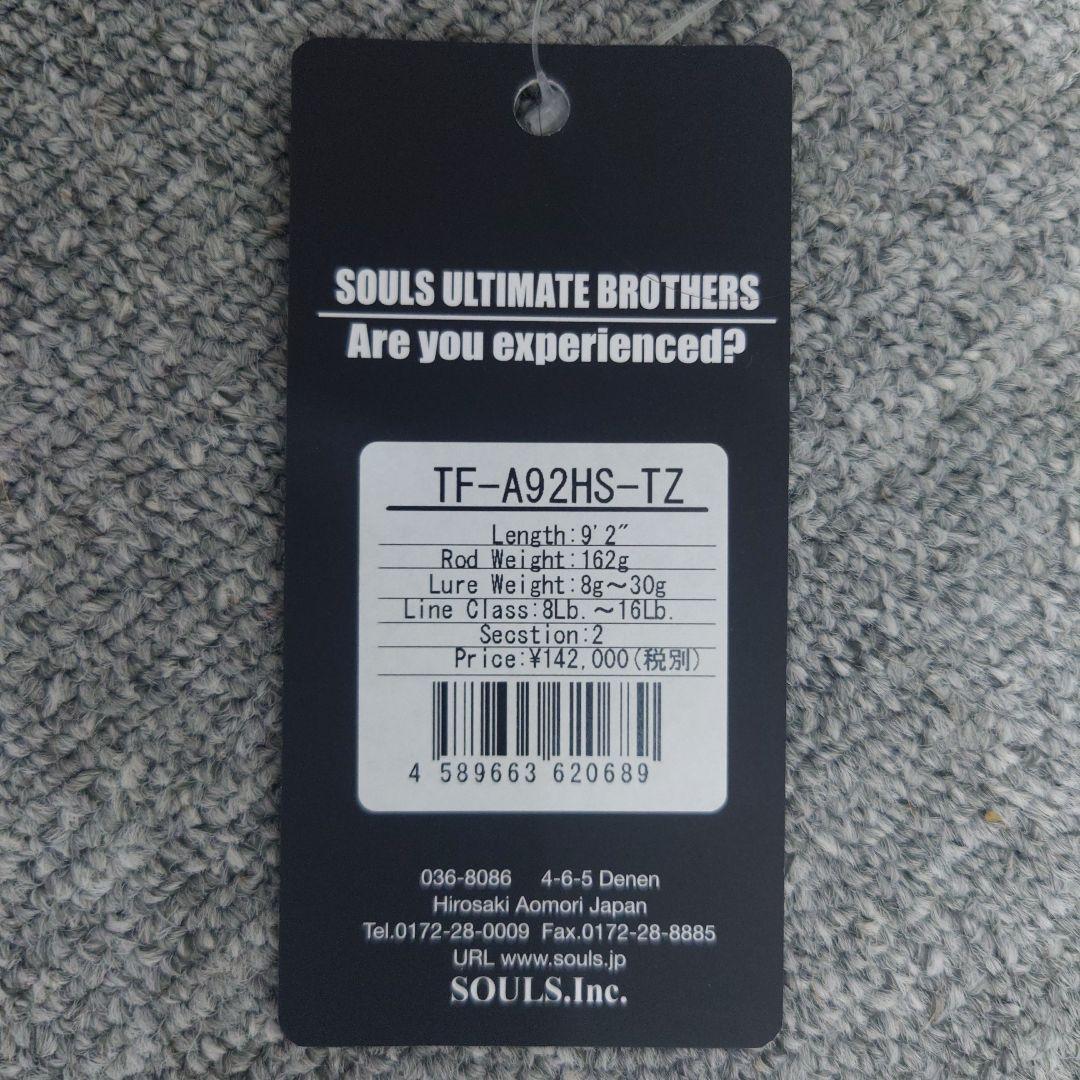 SOULS ULTIMATE BROTHERS
Are you experienced?
TF-A92HS-TZ
Length:9'2"
Rod Weight:162g
Lure Weight:8g～30g
Line Class:8Lb.～16Lb.
Secstion:2
Price:¥142,000(税別)
4 589663 620689
036-8086 4-6-5 Denen
Hirosaki Aomori Japan
Tel.0172-28-0009 Fax.0172-28-8885
URL www.souls.jp
SOULS.Inc.